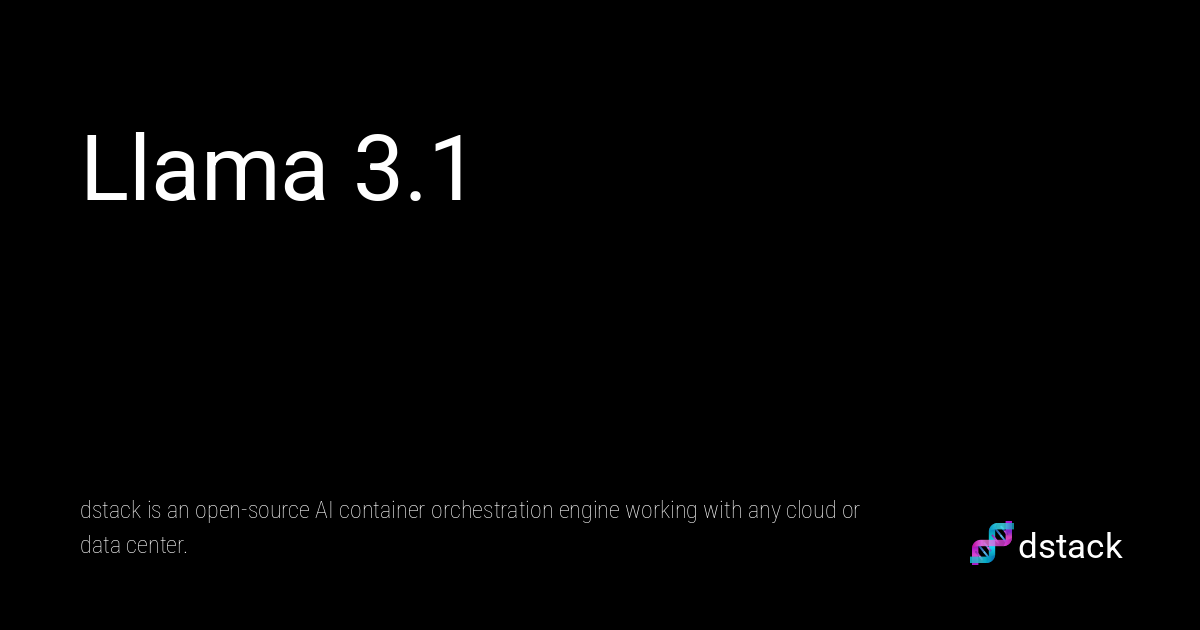 Llama 3.1
dstack is an open-source AI container orchestration engine working with any cloud or
data center.
dstack